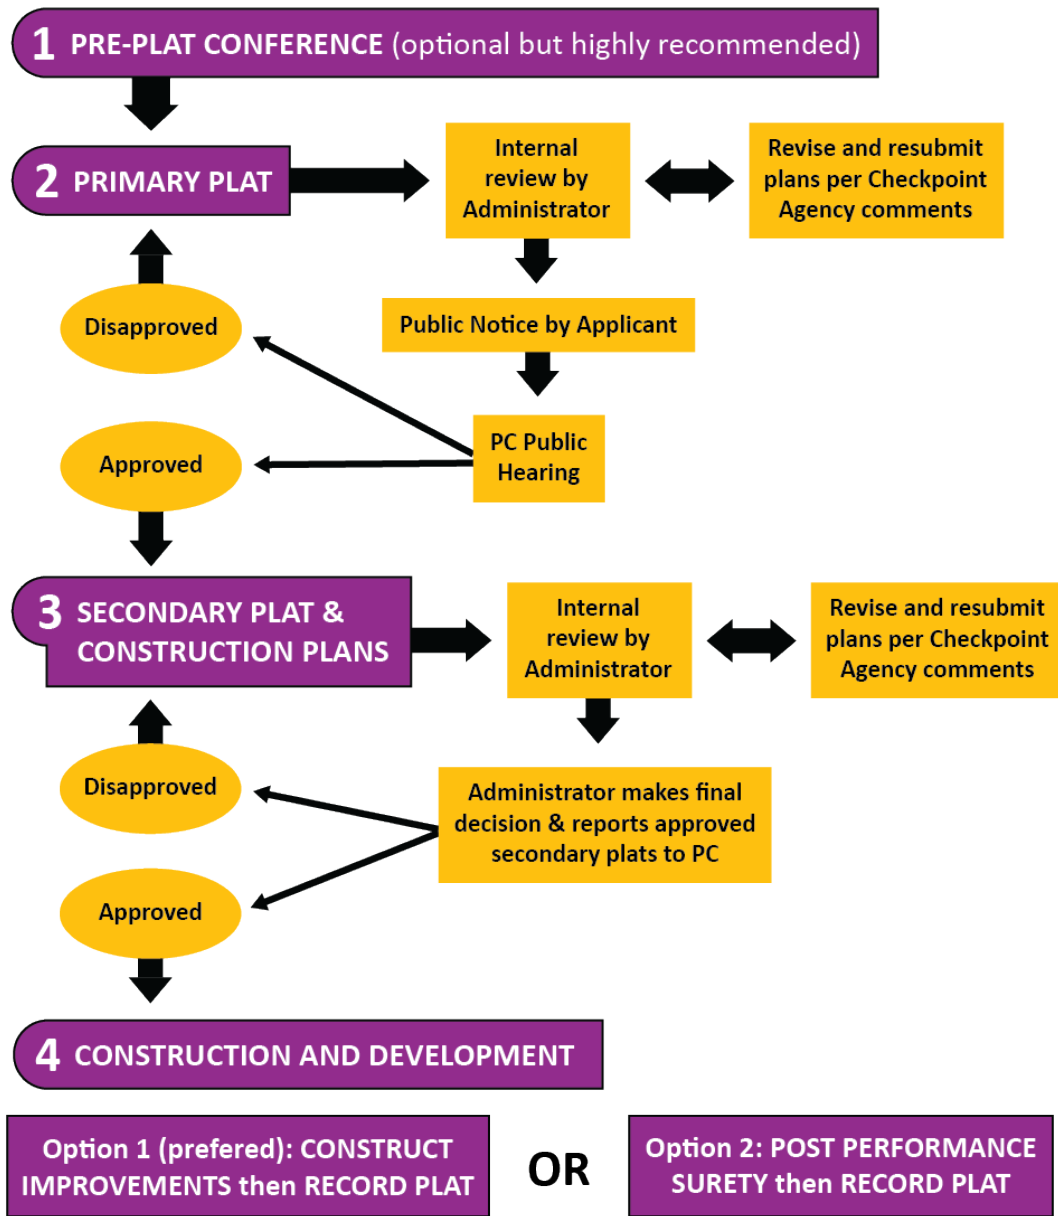 1 PRE-PLAT CONFERENCE (optional but highly recommended)
2 PRIMARY PLAT
Internal
review by
Administrator
Revise and resubmit
plans per Checkpoint
Agency comments
Disapproved
Public Notice by Applicant
Approved
PC Public
Hearing
3 SECONDARY PLAT &
CONSTRUCTION PLANS
Internal
review by
Administrator
Revise and resubmit
plans per Checkpoint
Agency comments
Disapproved
Administrator makes final
decision & reports approved
secondary plats to PC
Approved
4 CONSTRUCTION AND DEVELOPMENT
Option 1 (prefered): CONSTRUCT
IMPROVEMENTS then RECORD PLAT
OR
Option 2: POST PERFORMANCE
SURETY then RECORD PLAT